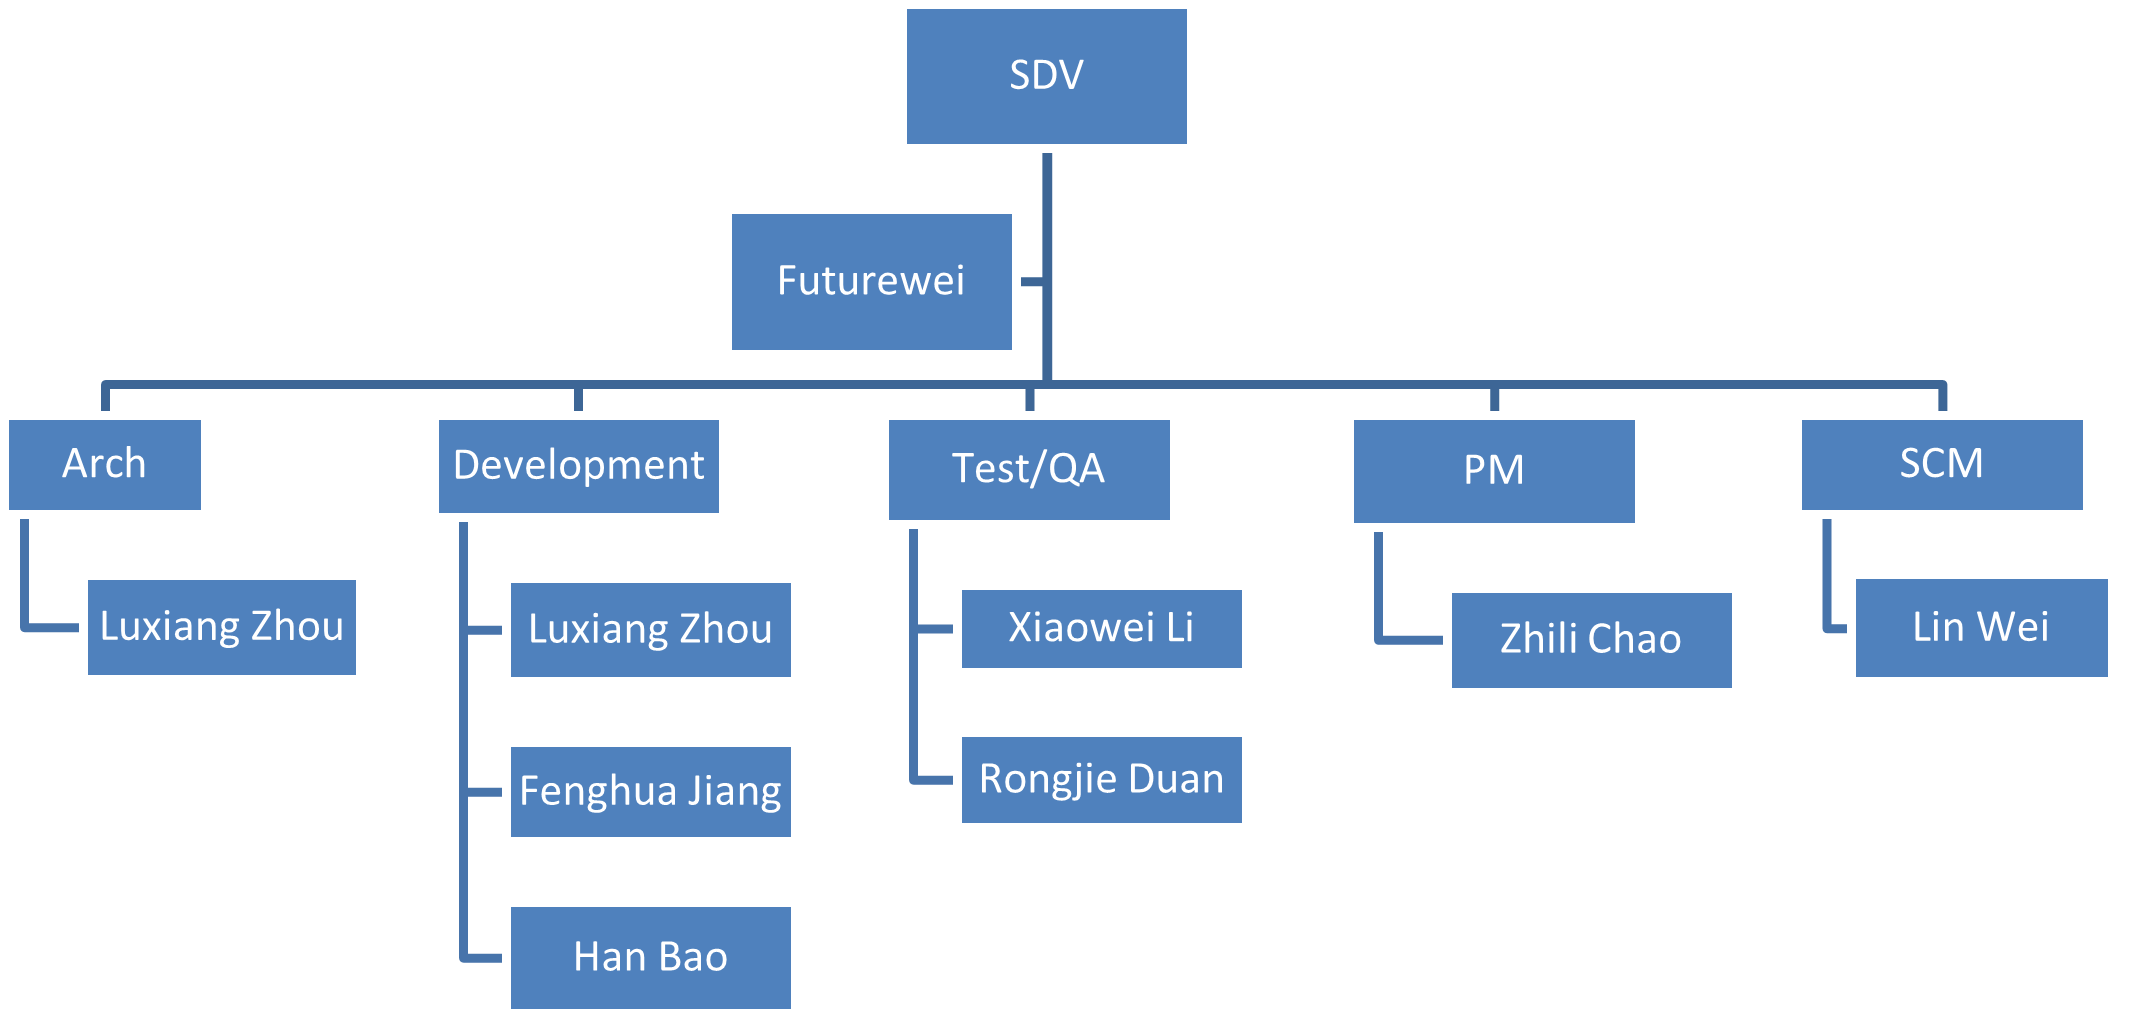 SDV
Futurewei
Arch
Development
Test/QA
PM
SCM
Luxiang Zhou
Luxiang Zhou
Xiaowei Li
Zhili Chao
Lin Wei
Fenghua Jiang
Rongjie Duan
Han Bao